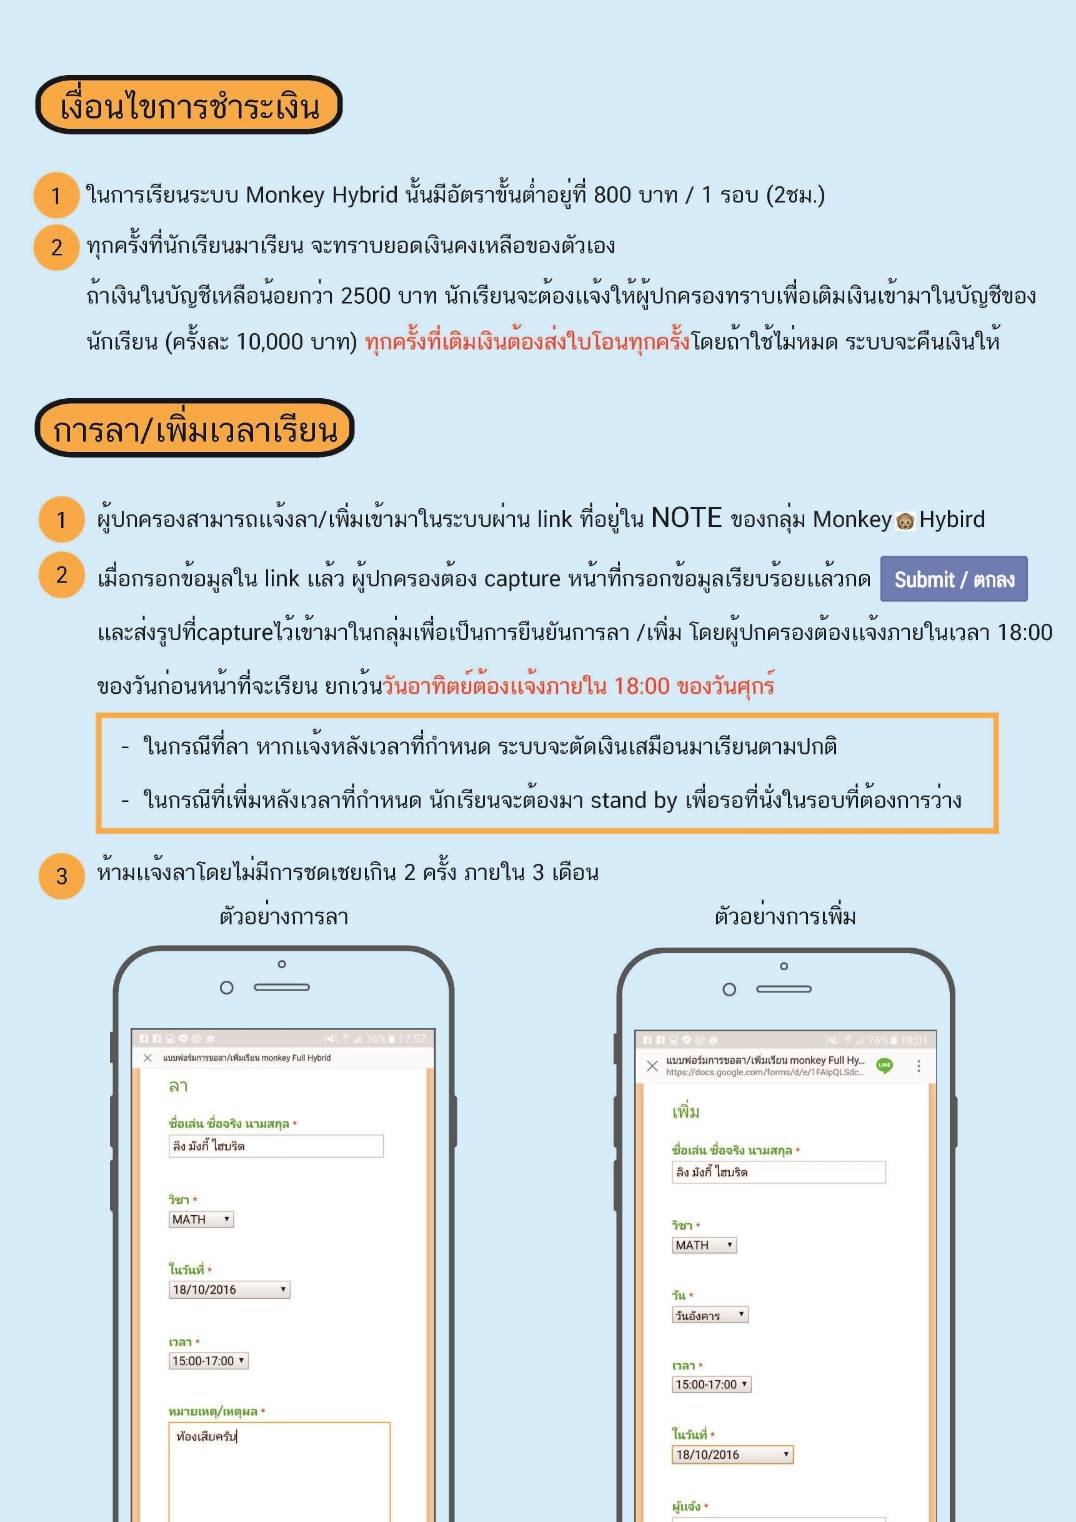 เงื่อนไขการชำระเงิน
1 ในการเรียนระบบ Monkey Hybrid นั้นมีอัตราขั้นต่ำอยู่ที่ 800 บาท / 1 รอบ (2ชม.)
2 ทุกครั้งที่นักเรียนมาเรียน จะทราบยอดเงินคงเหลือของตัวเอง
ถ้าเงินในบัญชีเหลือน้อยกว่า 2500 บาท นักเรียนจะต้องแจ้งให้ผู้ปกครองทราบเพื่อเติมเงินเข้ามาในบัญชีของ
นักเรียน (ครั้งละ 10,000 บาท) ทุกครั้งที่เติมเงินต้องส่งใบโอนทุกครั้งโดยถ้าใช้ไม่หมด ระบบจะคืนเงินให้
การลา/เพิ่มเวลาเรียน
1 ผู้ปกครองสามารถแจ้งลา/เพิ่มเข้ามาในระบบผ่าน link ที่อยู่ใน NOTE ของกลุ่ม Monkey🐵Hybird
2 เมื่อกรอกข้อมูลใน link แล้ว ผู้ปกครองต้อง capture หน้าที่กรอกข้อมูลเรียบร้อยแล้วกด Submit / ตกลง
และส่งรูปที่captureไว้เข้ามาในกลุ่มเพื่อเป็นการยืนยันการลา /เพิ่ม โดยผู้ปกครองต้องแจ้งภายในเวลา 18:00
ของวันก่อนหน้าที่จะเรียน ยกเว้นวันอาทิตย์ต้องแจ้งภายใน 18:00 ของวันศุกร์
- ในกรณีที่ลา หากแจ้งหลังเวลาที่กำหนด ระบบจะตัดเงินเสมือนมาเรียนตามปกติ
- ในกรณีที่เพิ่มหลังเวลาที่กำหนด นักเรียนจะต้องมา stand by เพื่อรอที่นั่งในรอบที่ต้องการว่าง
3 ห้ามแจ้งลาโดยไม่มีการชดเชยเกิน 2 ครั้ง ภายใน 3 เดือน
ตัวอย่างการลา
76% 17:57
แบบฟอร์มการขอลา/เพิ่มเรียน monkey Full Hybrid
ลา
ชื่อเล่น ชื่อจริง นามสกุล *
ลิง มังกี้ ไฮบริด
วิชา *
MATH
ในวันที่ *
18/10/2016
เวลา *
15:00-17:00
หมายเหตุ/เหตุผล *
ท้องเสียครับ
ตัวอย่างการเพิ่ม
76% 18:01
แบบฟอร์มการขอลา/เพิ่มเรียน monkey Full Hy...
https://docs.google.com/forms/d/e/1FAIpQLSdc...
LINE
เพิ่ม
ชื่อเล่น ชื่อจริง นามสกุล *
ลิง มังกี้ ไฮบริด
วิชา *
MATH
วัน *
วันอังคาร
เวลา *
15:00-17:00
ในวันที่ *
18/10/2016
ผู้แจ้ง *